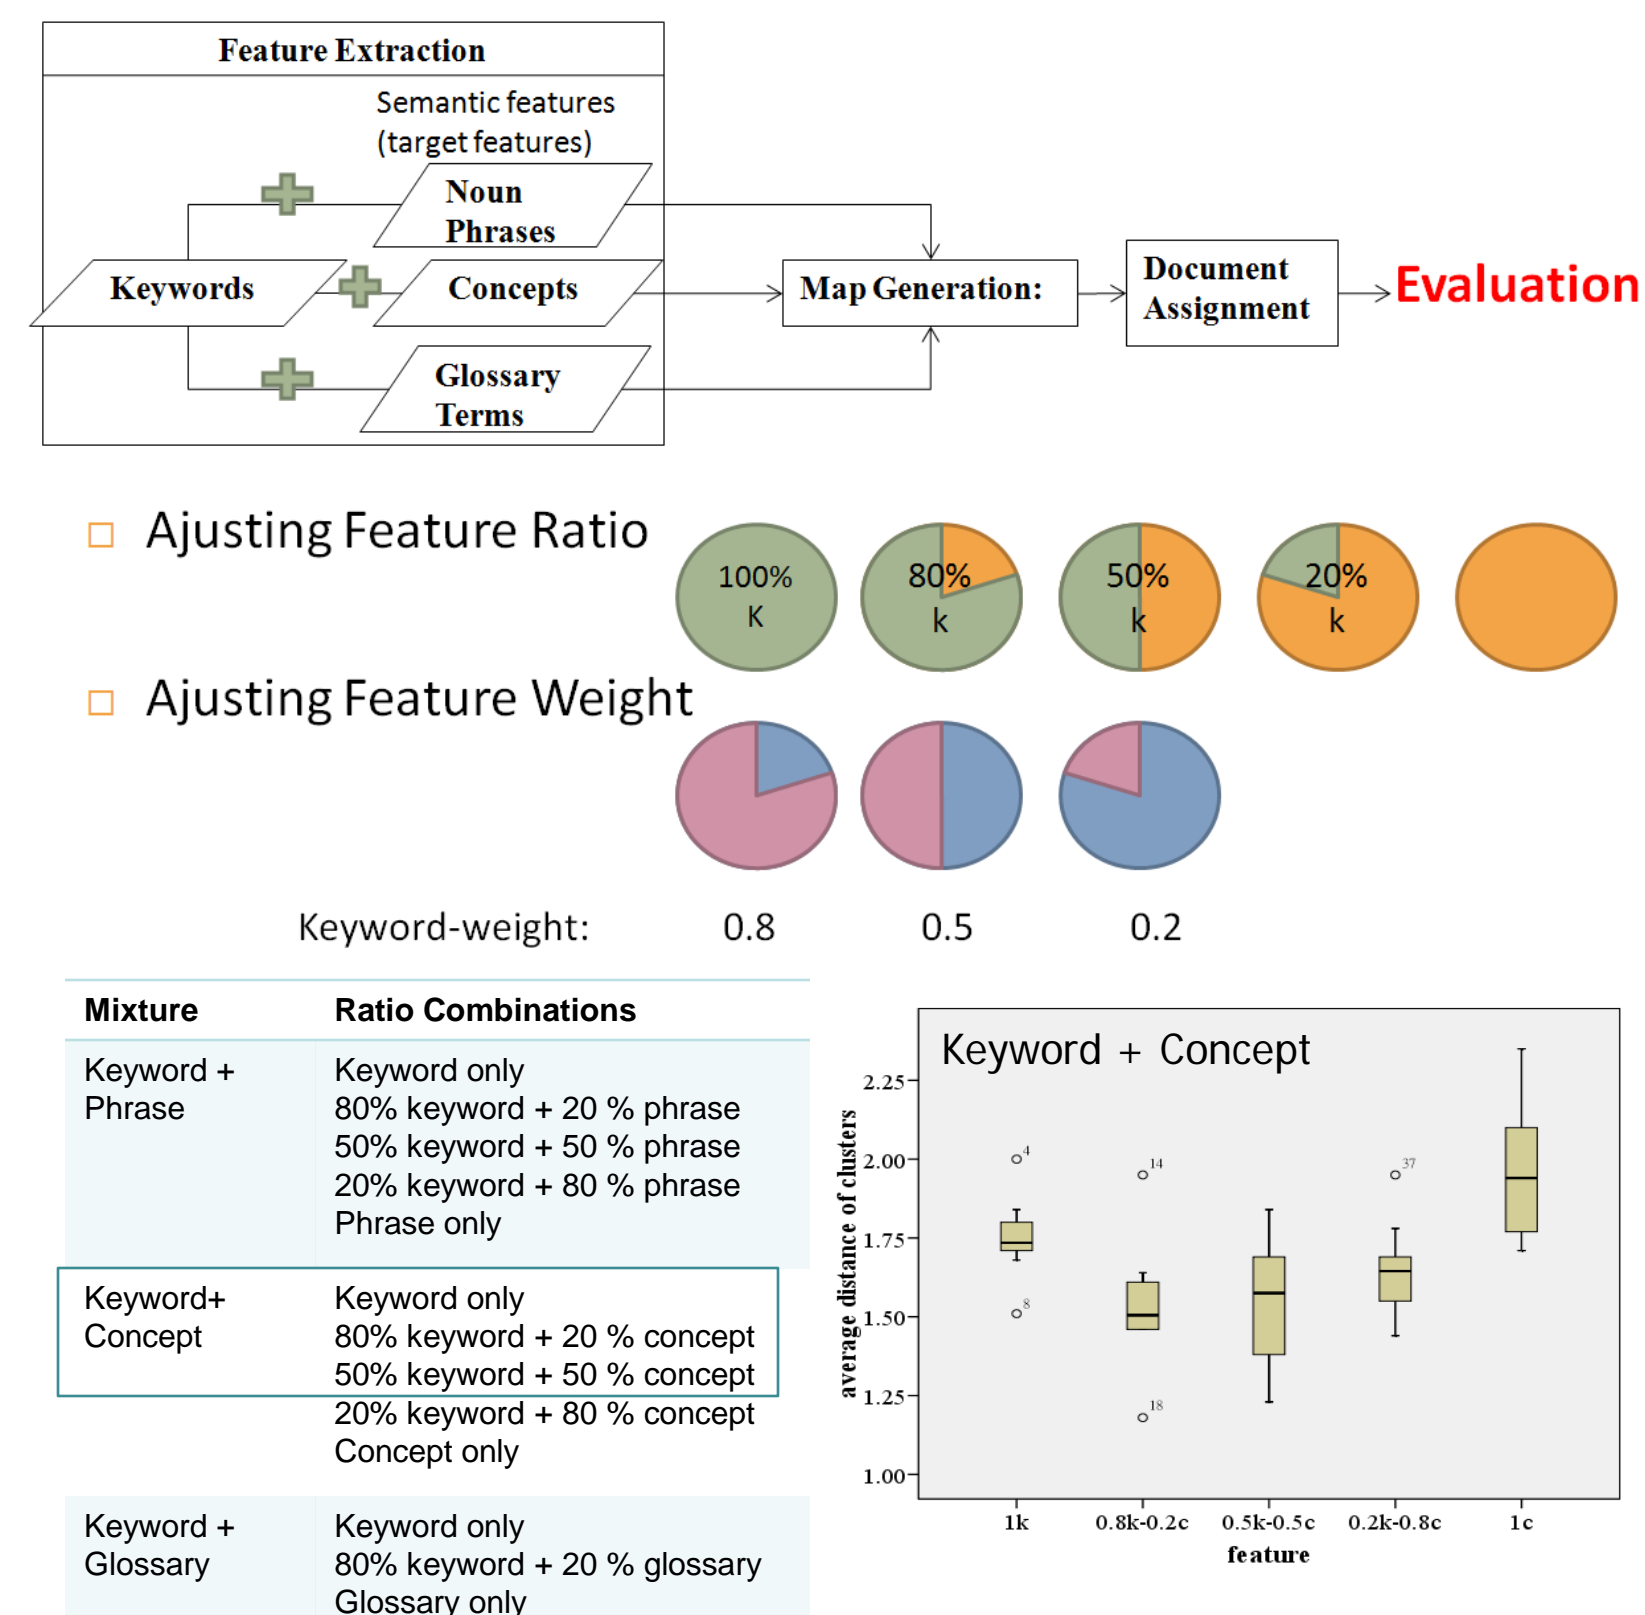 Feature Extraction
Semantic features
(target features)
Noun
Phrases
Keywords
Concepts
Glossary
Terms
Map Generation:
Document
Assignment
Evaluation
Ajusting Feature Ratio
100%
K
80%
k
50%
k
20%
k
Ajusting Feature Weight
Keyword-weight: 0.8 0.5 0.2
Mixture Ratio Combinations
Keyword + Keyword only
Phrase 80% keyword + 20 % phrase
50% keyword + 50 % phrase
20% keyword + 80 % phrase
Phrase only
Keyword+ Keyword only
Concept 80% keyword + 20 % concept
50% keyword + 50 % concept
20% keyword + 80 % concept
Concept only
Keyword + Keyword only
Glossary 80% keyword + 20 % glossary
Glossary only
Keyword + Concept
average distance of clusters
2.25
2.00
1.75
1.50
1.25
1.00
4
8
14
18
37
1k 0.8k-0.2c 0.5k-0.5c 0.2k-0.8c 1c
feature